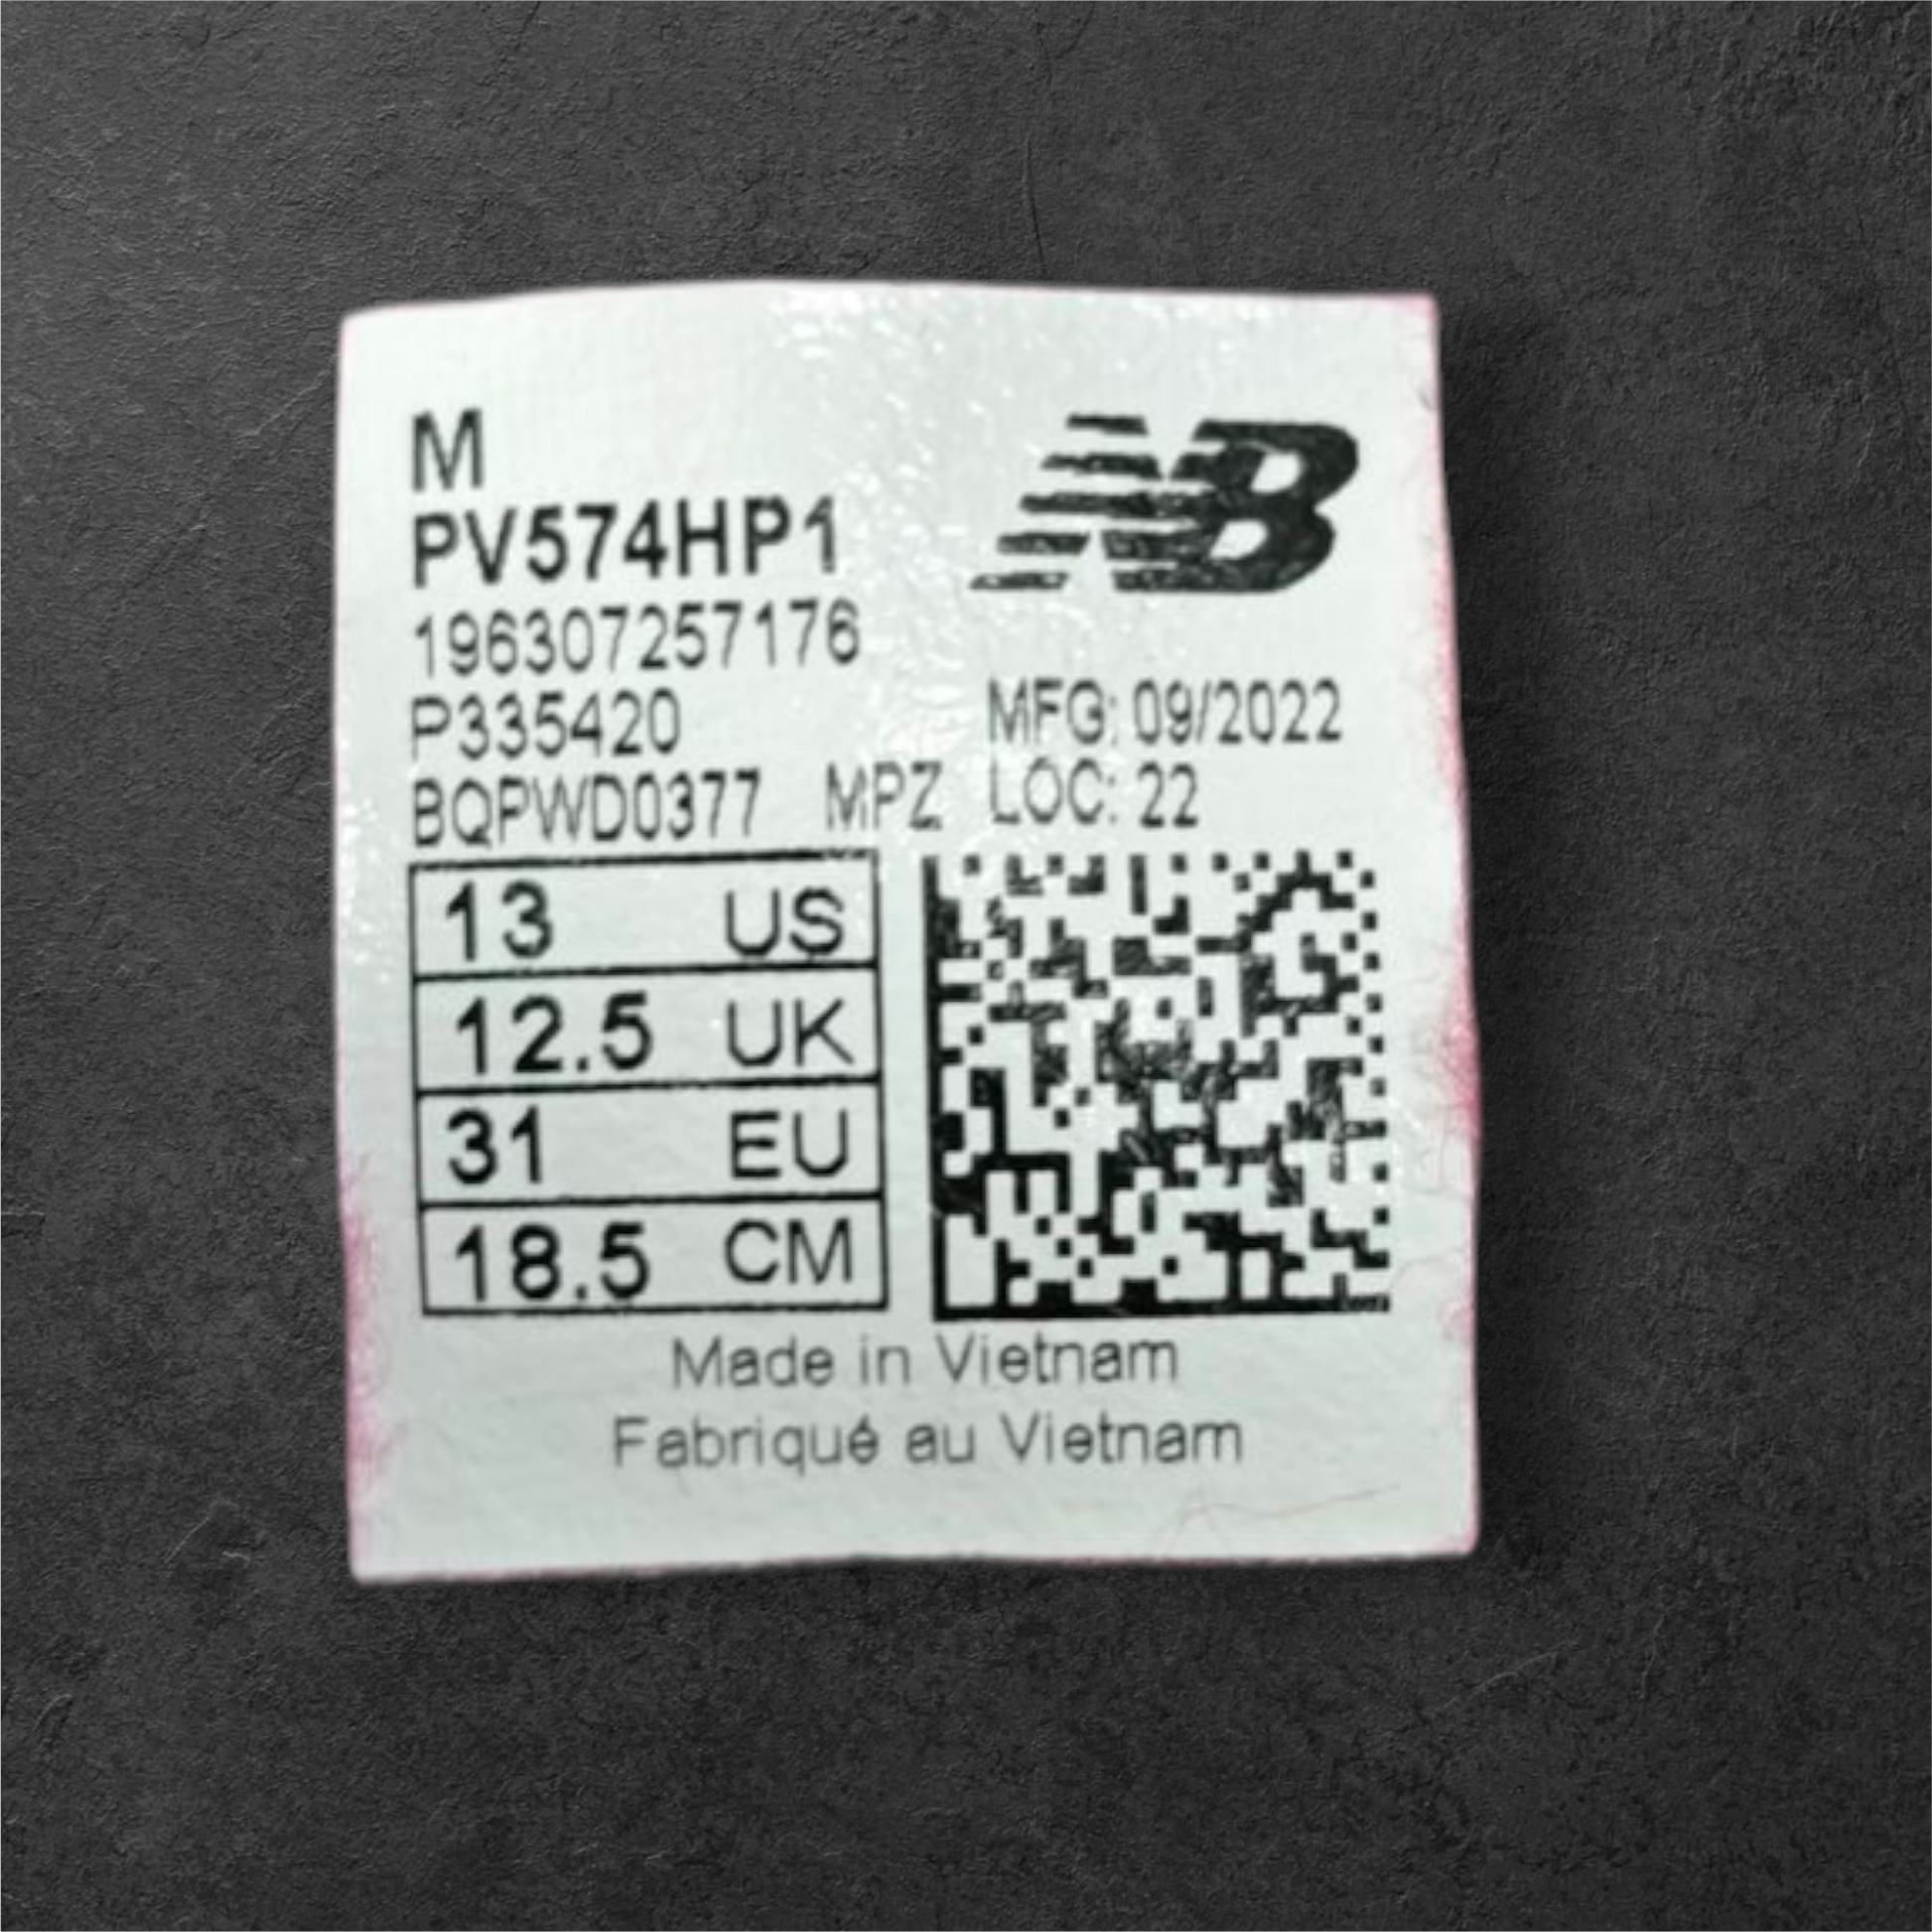 M
NB
PV574HP1
196307257176
P335420 MFG: 09/2022
BQPWD0377 MPZ LOC: 22
13 US
12.5 UK
31 EU
18.5 CM
Made in Vietnam
Fabriqué au Vietnam